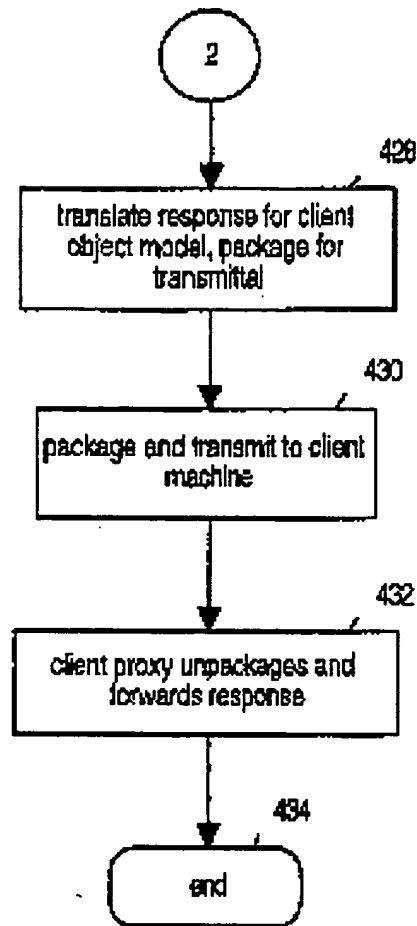 2
428
translate response for client
object model, package for
transmittal
430
package and transmit to client
machine
432
client proxy unpackages and
forwards response
434
end